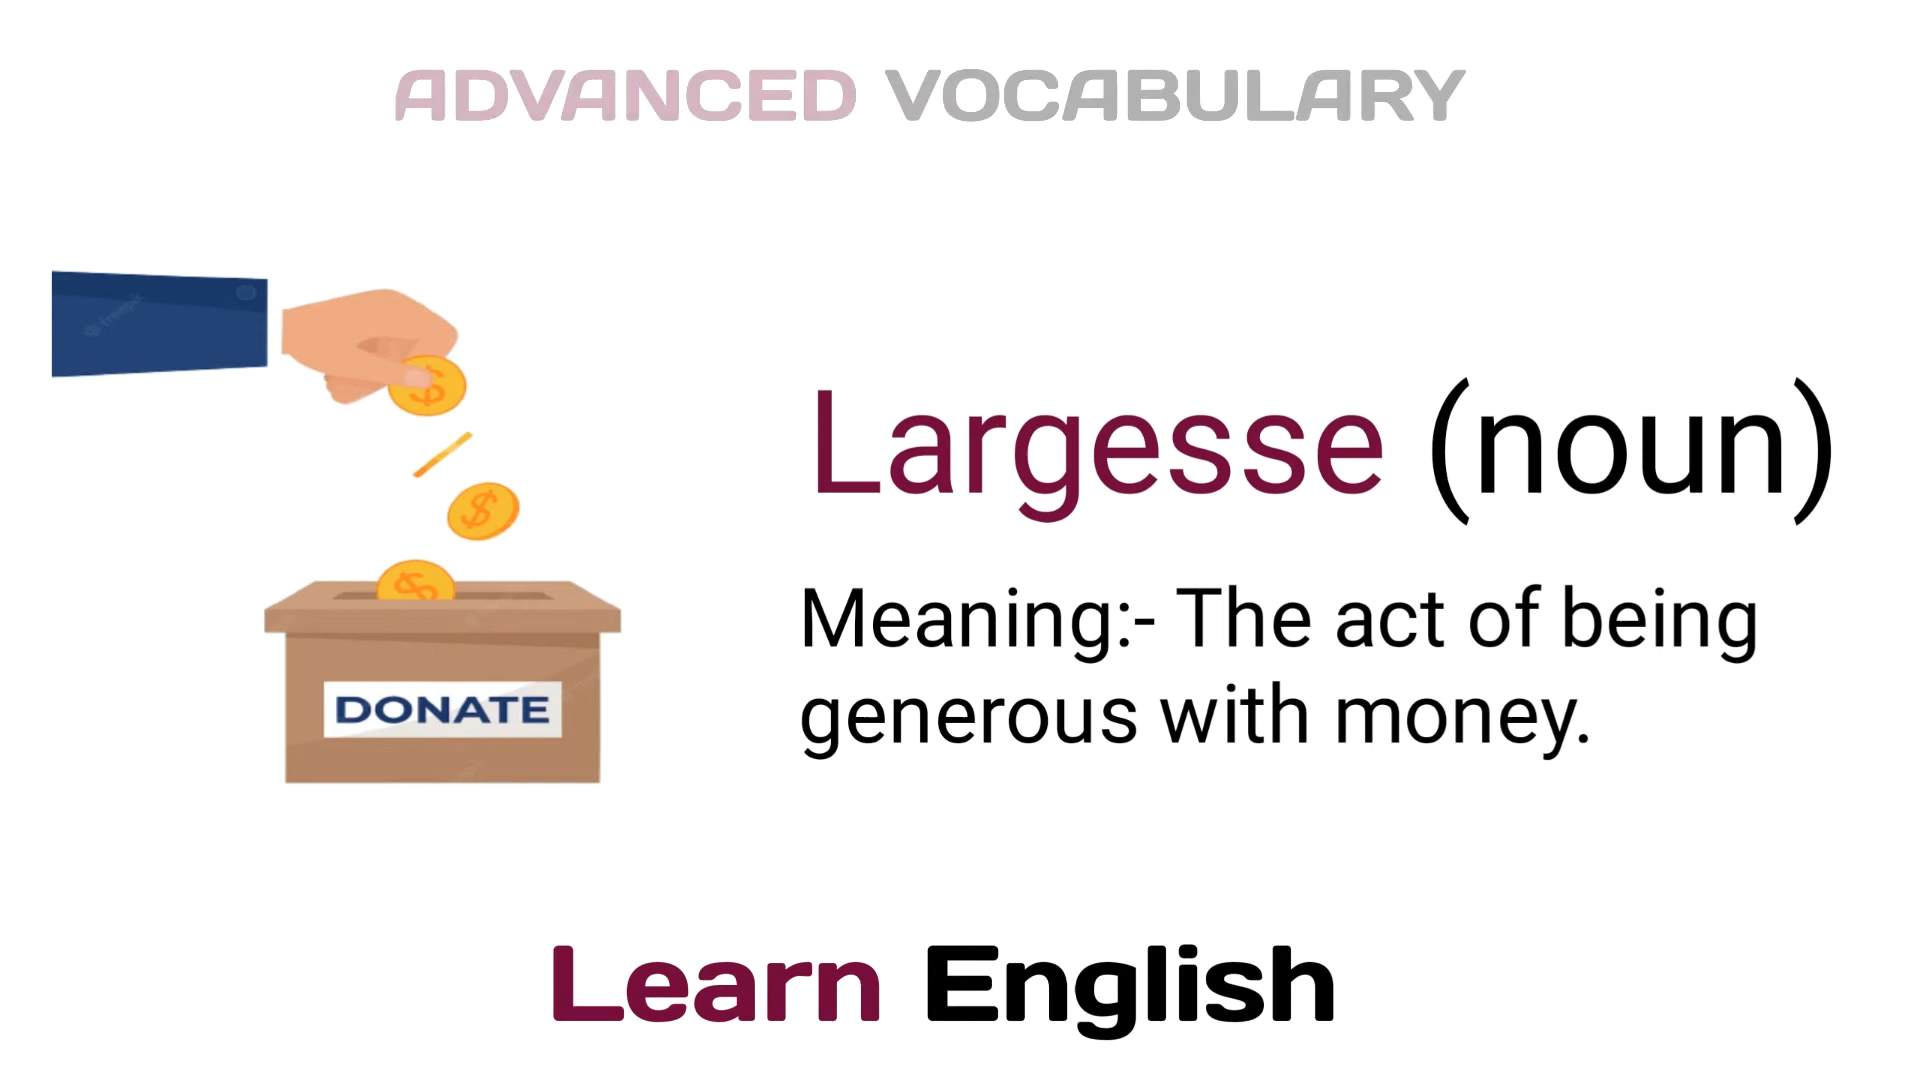 ADVANCED VOCABULARY
Largesse (noun)
Meaning:- The act of being
generous with money.
DONATE
Learn English